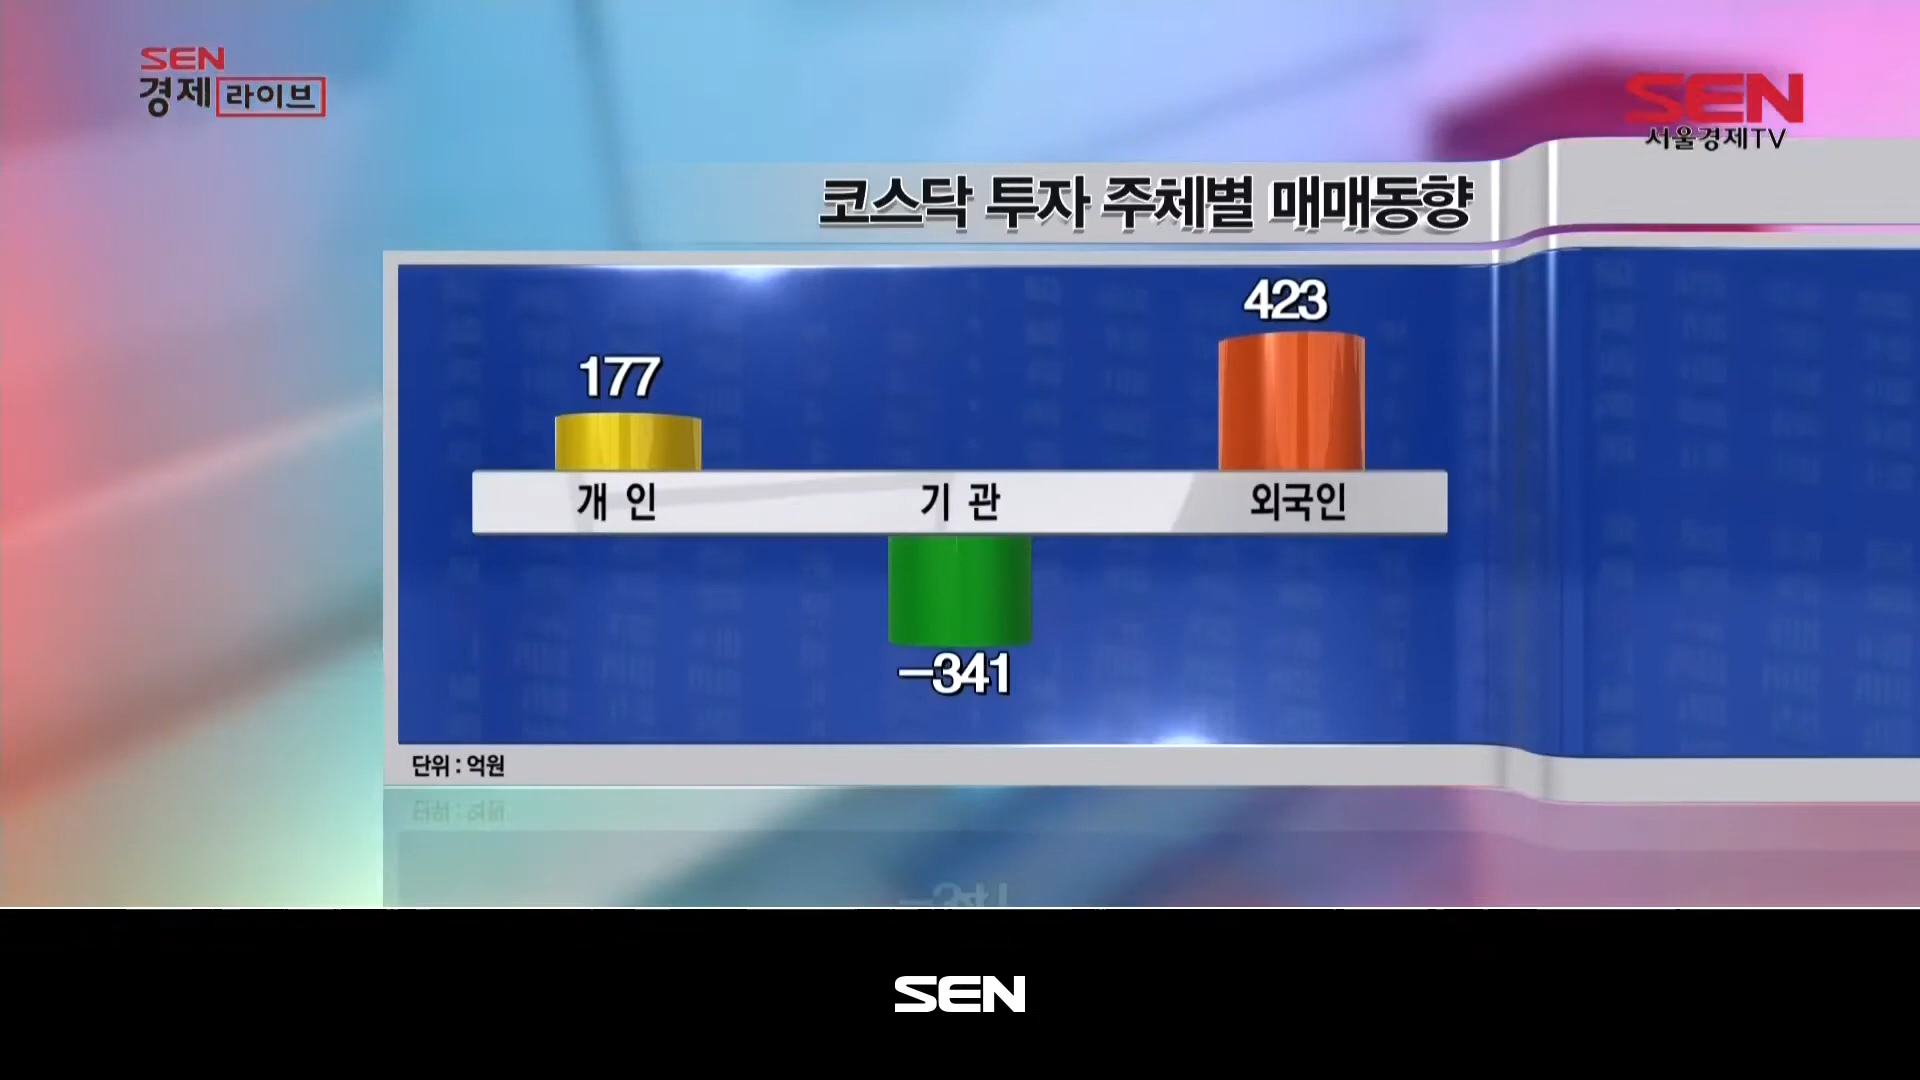 SEN
경제 라이브
SEN
서울경제TV
코스닥 투자 주체별 매매동향
177
423
개 인
기 관
외국인
-341
단위 : 억원
SEN